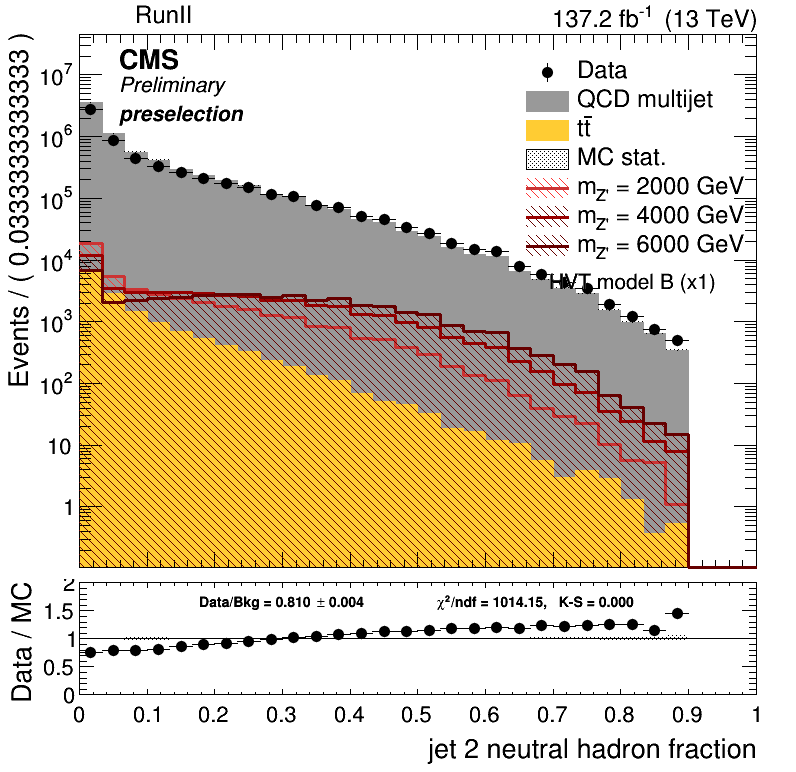 RunII
137.2 fb⁻¹ (13 TeV)
CMS
Preliminary
preselection
Data
QCD multijet
tt̄
MC stat.
m_Z' = 2000 GeV
m_Z' = 4000 GeV
m_Z' = 6000 GeV
HVT model B (x1)
Events / ( 0.0333333333333 )
10⁷
10⁶
10⁵
10⁴
10³
10²
10
1
Data/Bkg = 0.810 ± 0.004
χ²/ndf = 1014.15, K-S = 0.000
Data / MC
2
1.5
1
0.5
0
0 0.1 0.2 0.3 0.4 0.5 0.6 0.7 0.8 0.9 1
jet 2 neutral hadron fraction